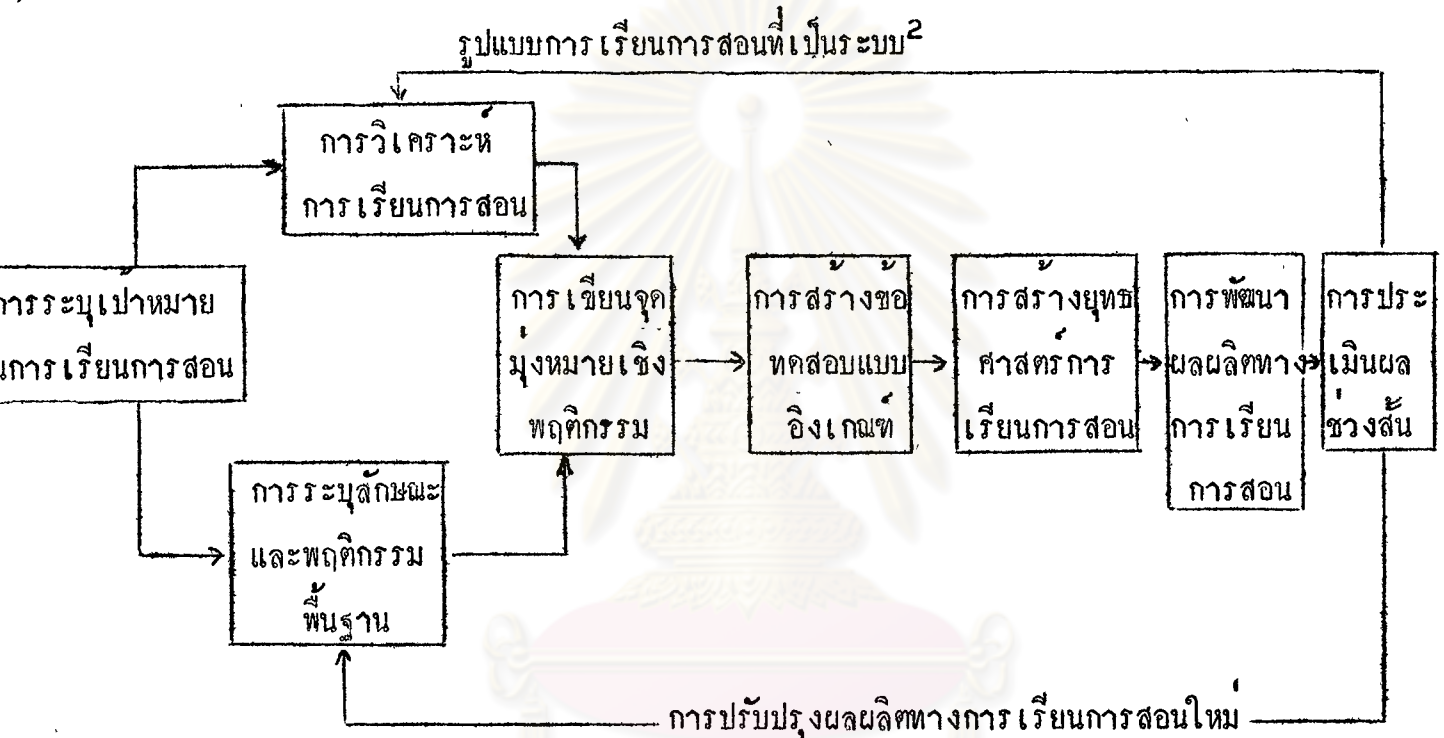 รูปแบบการเรียนการสอนที่เป็นระบบ2
การวิเคราะห์
การเรียนการสอน
การระบุเป้าหมาย
การเรียนการสอน
การเขียนจุด
มุ่งหมายเชิง
พฤติกรรม
การสร้างข้อ
ทดสอบแบบ
อิงเกณฑ์
การสร้างยุทธ
ศาสตร์การ
เรียนการสอน
การพัฒนา
ผลผลิตทาง
การเรียน
การสอน
การประ
เมินผล
ช่วงสั้น
การระบุลักษณะ
และพฤติกรรม
พื้นฐาน
การปรับปรุงผลผลิตทางการเรียนการสอนใหม่